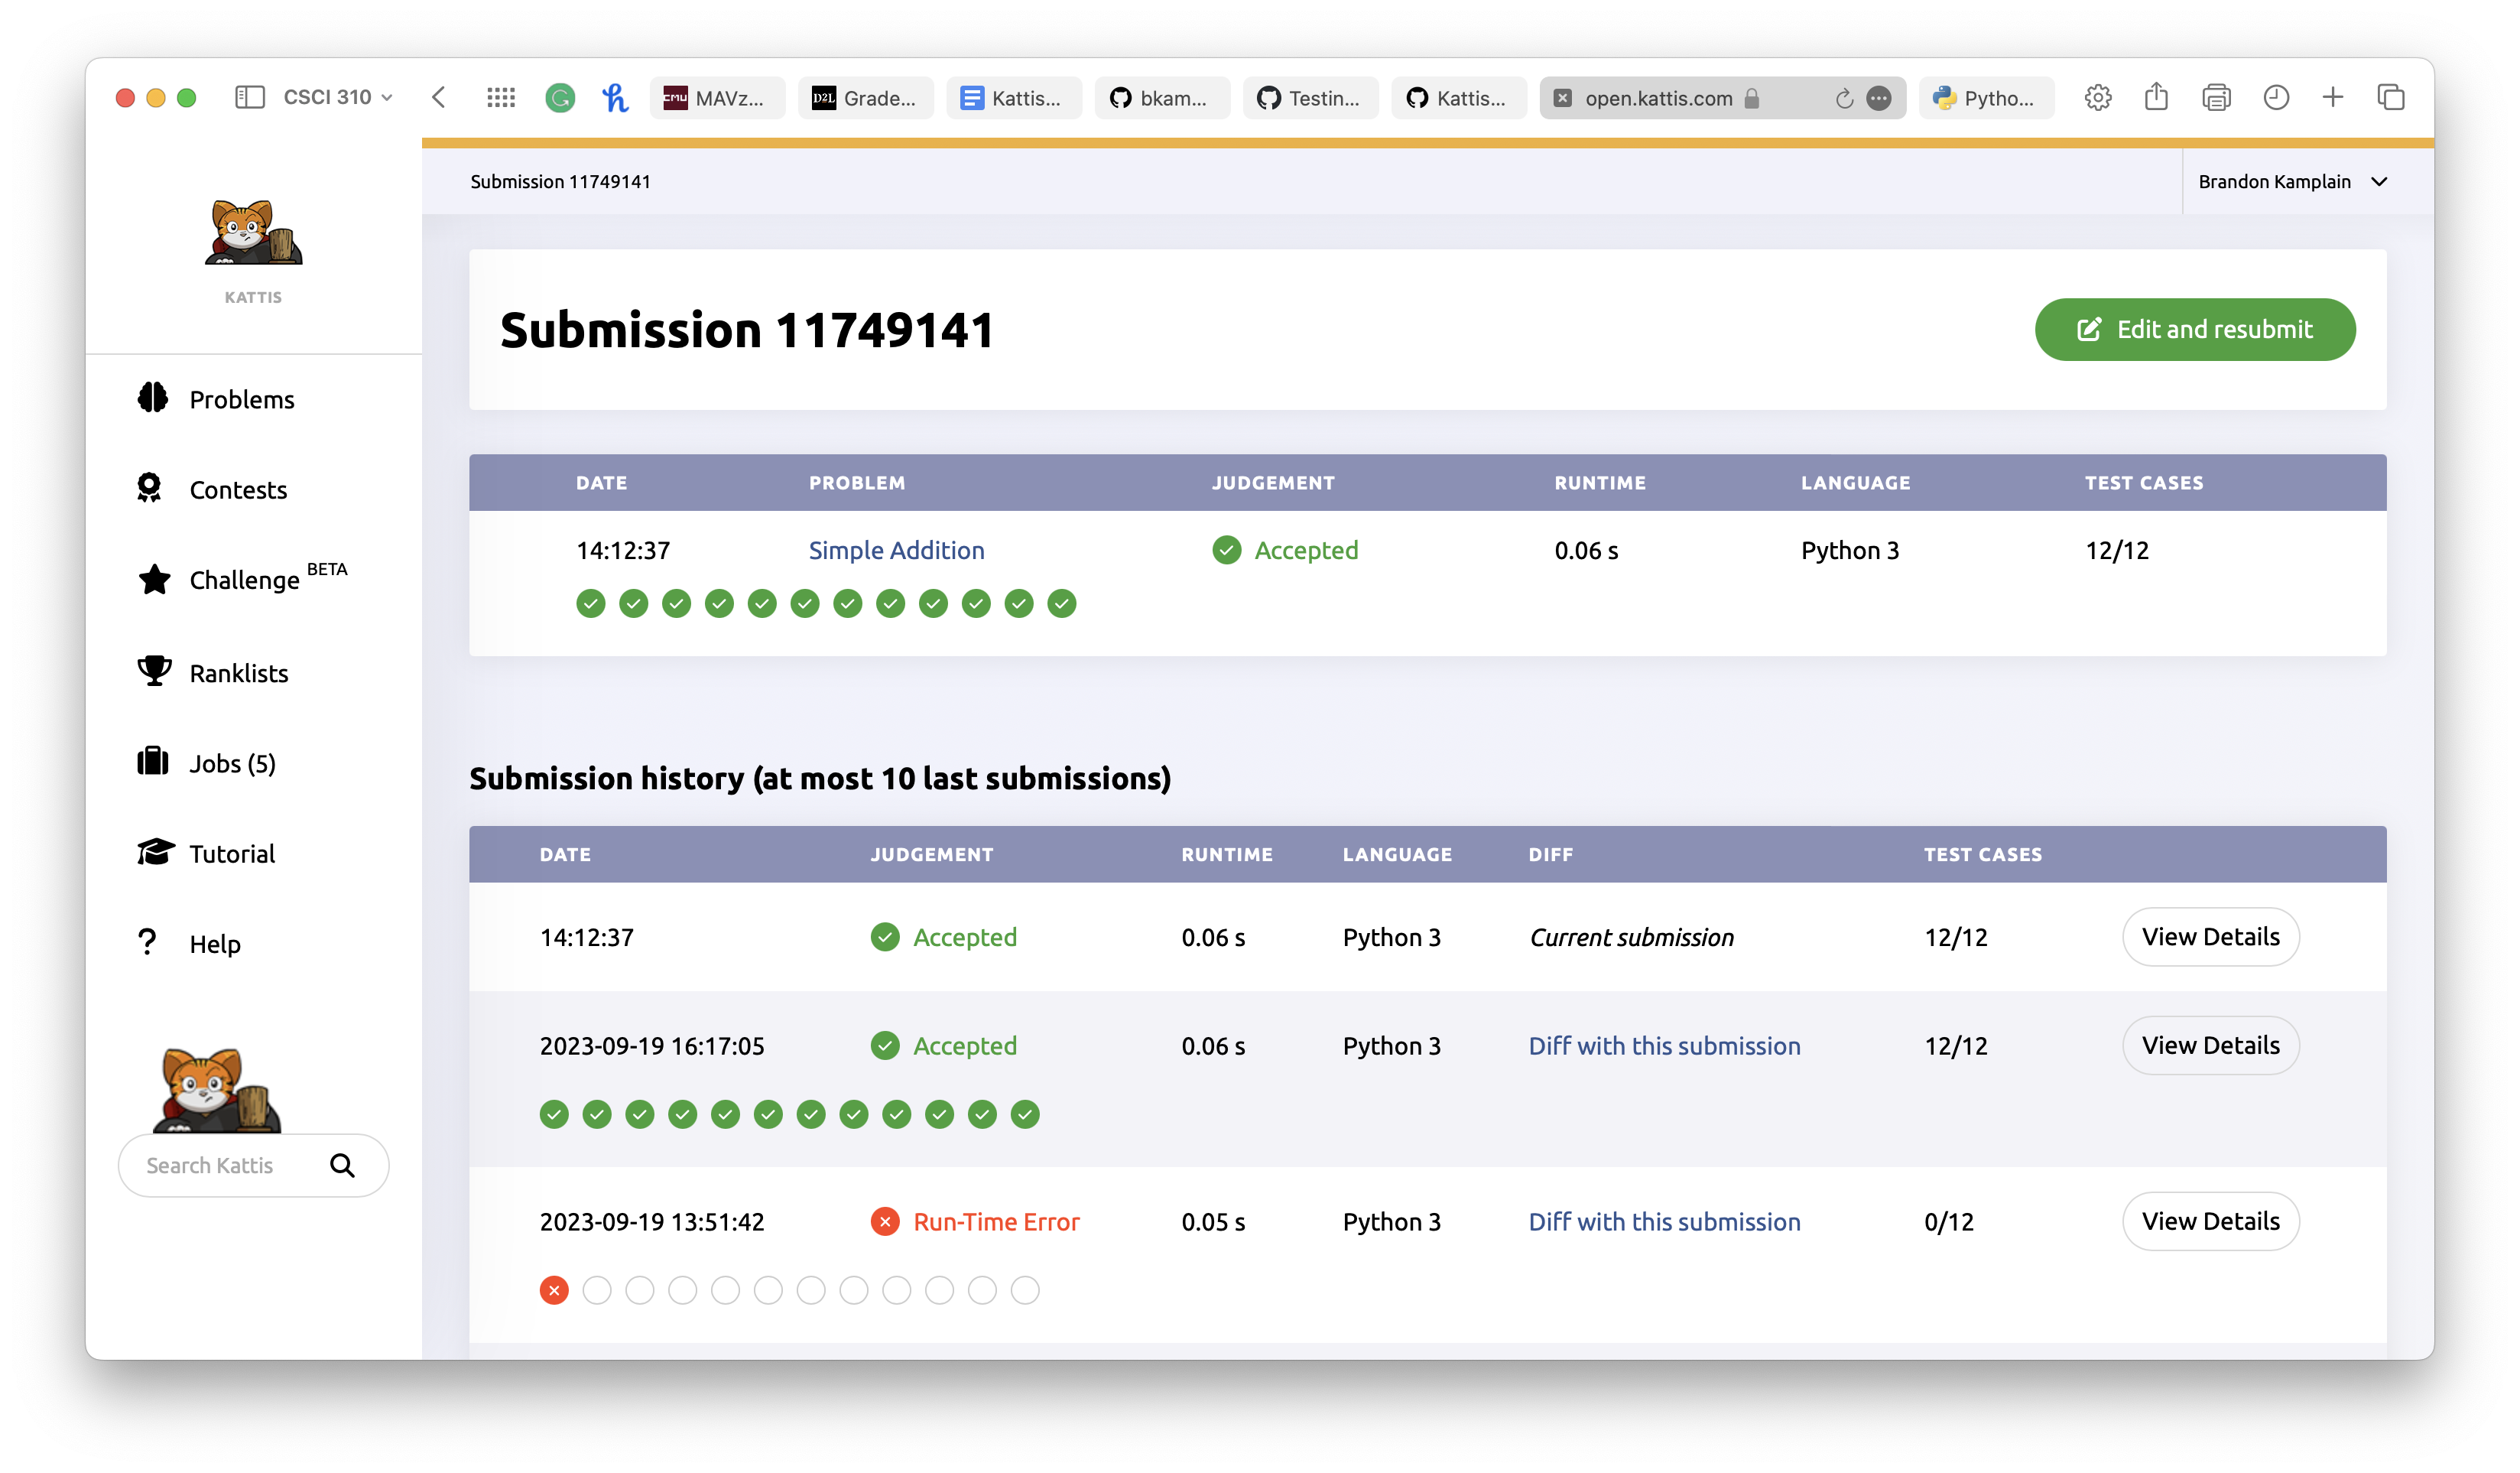 CSCI 310
MAVz...
Grade...
Kattis...
bkam...
Testin...
Kattis...
open.kattis.com
Pytho...
CMU
D2L
Submission 11749141
Brandon Kamplain
KATTIS
Submission 11749141
Edit and resubmit
Problems
Contests
Challenge BETA
Ranklists
Jobs (5)
Tutorial
Help
Search Kattis
DATE PROBLEM JUDGEMENT RUNTIME LANGUAGE TEST CASES
14:12:37 Simple Addition Accepted 0.06 s Python 3 12/12
Submission history (at most 10 last submissions)
DATE JUDGEMENT RUNTIME LANGUAGE DIFF TEST CASES
14:12:37 Accepted 0.06 s Python 3 Current submission 12/12 View Details
2023-09-19 16:17:05 Accepted 0.06 s Python 3 Diff with this submission 12/12 View Details
2023-09-19 13:51:42 Run-Time Error 0.05 s Python 3 Diff with this submission 0/12 View Details